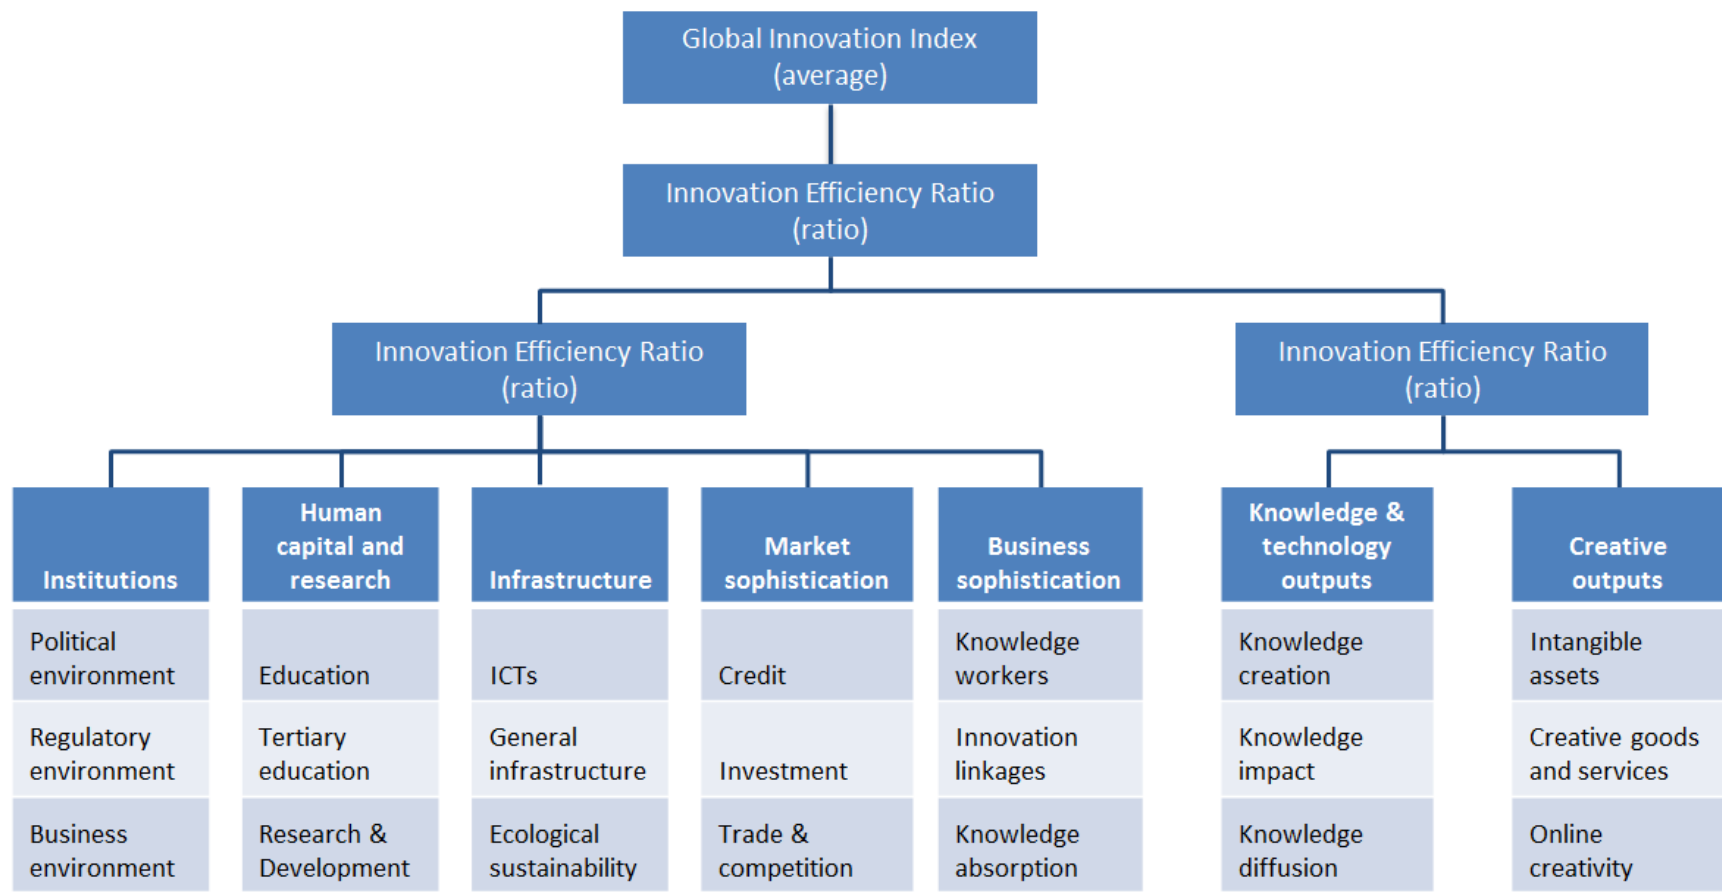 Global Innovation Index
(average)
Innovation Efficiency Ratio
(ratio)
Innovation Efficiency Ratio
(ratio)
Innovation Efficiency Ratio
(ratio)
Institutions
Human
capital and
research
Infrastructure
Market
sophistication
Business
sophistication
Knowledge &
technology
outputs
Creative
outputs
Political
environment
Education
ICTs
Credit
Knowledge
workers
Knowledge
creation
Intangible
assets
Regulatory
environment
Tertiary
education
General
infrastructure
Investment
Innovation
linkages
Knowledge
impact
Creative goods
and services
Business
environment
Research &
Development
Ecological
sustainability
Trade &
competition
Knowledge
absorption
Knowledge
diffusion
Online
creativity